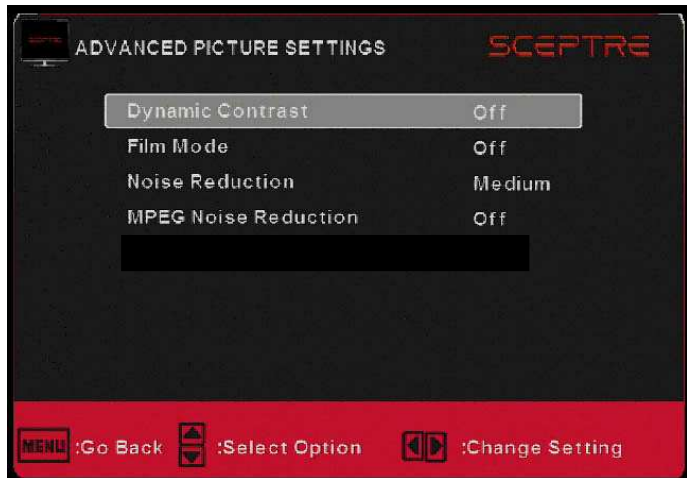 ADVANCED PICTURE SETTINGS SCEPTRE
Dynamic Contrast Off
Film Mode Off
Noise Reduction Medium
MPEG Noise Reduction Off
MENU :Go Back :Select Option :Change Setting